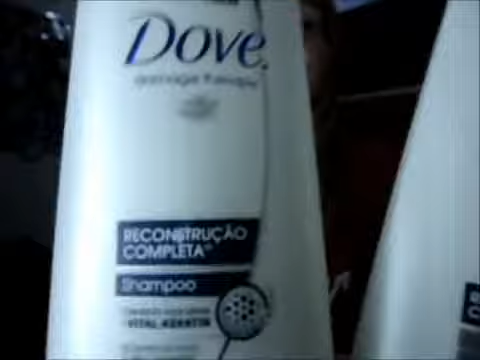 Dove
damage therapy
RECONSTRUÇÃO
COMPLETA
Shampoo
VITAL KERATIN